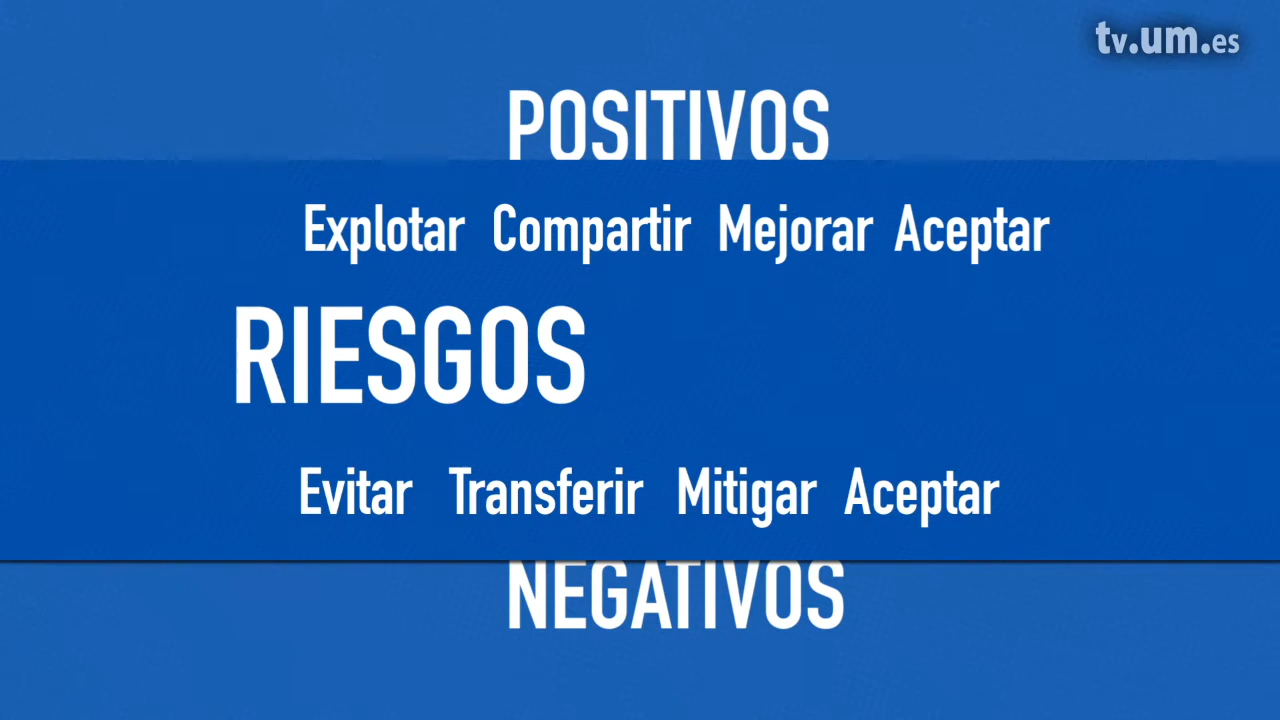 tv.um.es
POSITIVOS
Explotar Compartir Mejorar Aceptar
RIESGOS
Evitar Transferir Mitigar Aceptar
NEGATIVOS